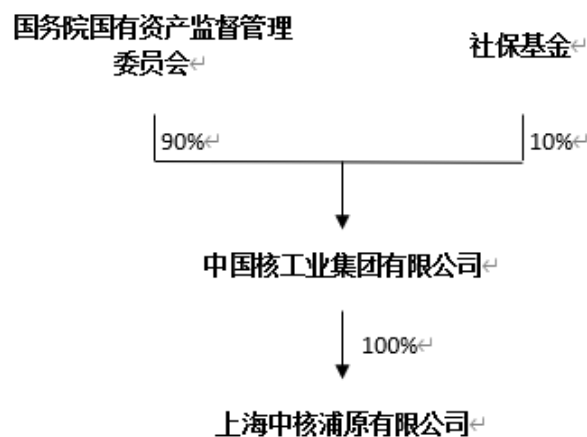 国务院国有资产监督管理
委员会↵
社保基金↵
90%↵
10%↵
中国核工业集团有限公司↵
100%↵
上海中核浦原有限公司↵